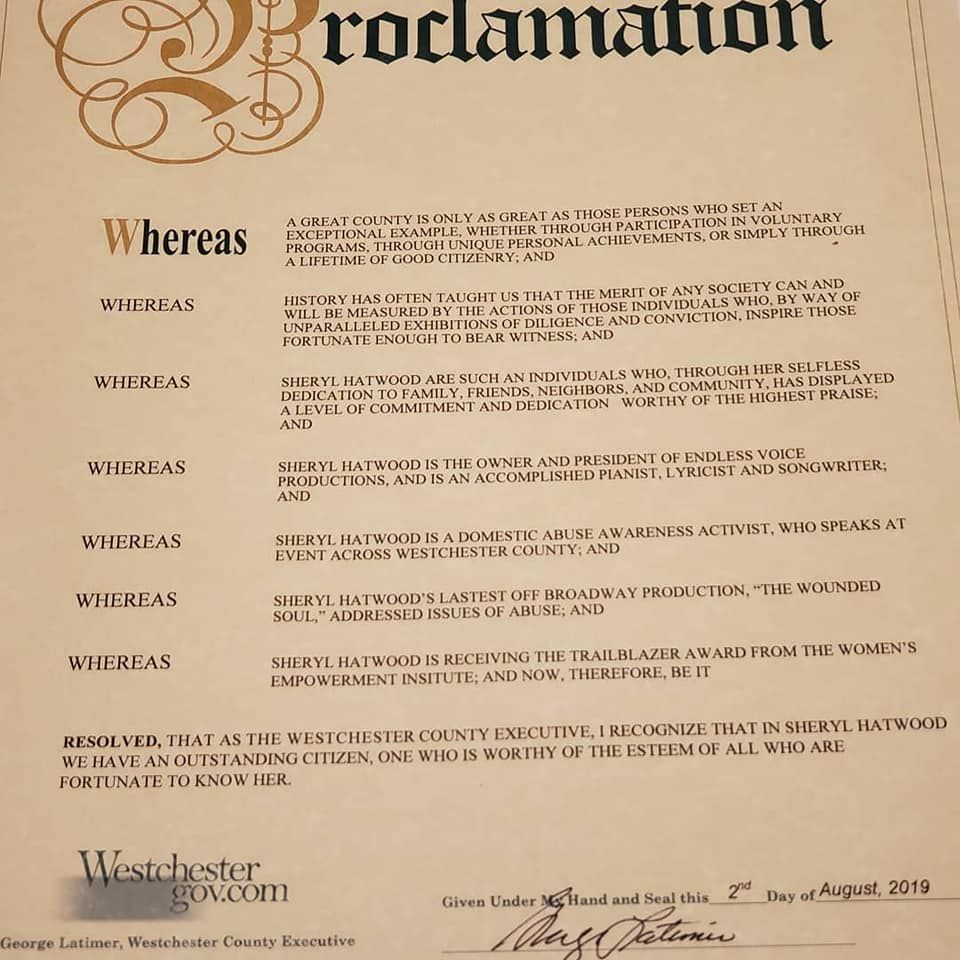 Proclamation
Whereas A GREAT COUNTY IS ONLY AS GREAT AS THOSE PERSONS WHO SET AN
EXCEPTIONAL EXAMPLE, WHETHER THROUGH PARTICIPATION IN VOLUNTARY
PROGRAMS, THROUGH UNIQUE PERSONAL ACHIEVEMENTS, OR SIMPLY THROUGH
A LIFETIME OF GOOD CITIZENRY; AND
WHEREAS HISTORY HAS OFTEN TAUGHT US THAT THE MERIT OF ANY SOCIETY CAN AND
WILL BE MEASURED BY THE ACTIONS OF THOSE INDIVIDUALS WHO, BY WAY OF
UNPARALLELED EXHIBITIONS OF DILIGENCE AND CONVICTION, INSPIRE THOSE
FORTUNATE ENOUGH TO BEAR WITNESS; AND
WHEREAS SHERYL HATWOOD ARE SUCH AN INDIVIDUALS WHO, THROUGH HER SELFLESS
DEDICATION TO FAMILY, FRIENDS, NEIGHBORS, AND COMMUNITY, HAS DISPLAYED
A LEVEL OF COMMITMENT AND DEDICATION WORTHY OF THE HIGHEST PRAISE;
AND
WHEREAS SHERYL HATWOOD IS THE OWNER AND PRESIDENT OF ENDLESS VOICE
PRODUCTIONS, AND IS AN ACCOMPLISHED PIANIST, LYRICIST AND SONGWRITER;
AND
WHEREAS SHERYL HATWOOD IS A DOMESTIC ABUSE AWARENESS ACTIVIST, WHO SPEAKS AT
EVENT ACROSS WESTCHESTER COUNTY; AND
WHEREAS SHERYL HATWOOD'S LASTEST OFF BROADWAY PRODUCTION, “THE WOUNDED
SOUL,” ADDRESSED ISSUES OF ABUSE; AND
WHEREAS SHERYL HATWOOD IS RECEIVING THE TRAILBLAZER AWARD FROM THE WOMEN'S
EMPOWERMENT INSITUTE; AND NOW, THEREFORE, BE IT
RESOLVED, THAT AS THE WESTCHESTER COUNTY EXECUTIVE, I RECOGNIZE THAT IN SHERYL HATWOOD
WE HAVE AN OUTSTANDING CITIZEN, ONE WHO IS WORTHY OF THE ESTEEM OF ALL WHO ARE
FORTUNATE TO KNOW HER.
Westchester
gov.com
Given Under My Hand and Seal this 2nd Day of August, 2019
George Latimer
George Latimer, Westchester County Executive